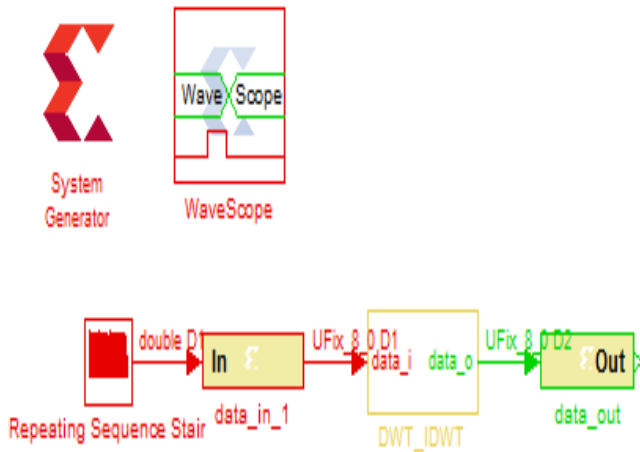 Wave Scope
System
Generator
WaveScope
double D1
UFix_8_0 D1
UFix_8_0 D2
In
data_i
data_o
Out
Repeating Sequence Stair
data_in_1
DWT_IDWT
data_out